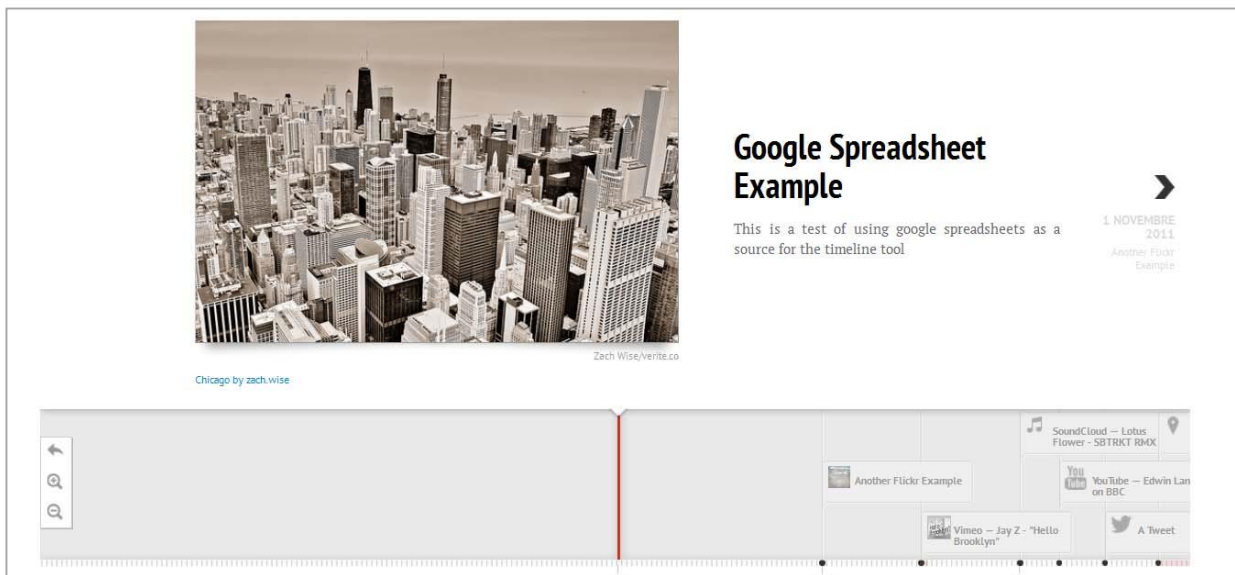 Google Spreadsheet
Example
This is a test of using google spreadsheets as a
source for the timeline tool
1 NOVEMBRE
2011
Another Flickr
Example
Zach Wise/verite.co
Chicago by zach.wise
SoundCloud — Lotus
Flower - SBTRKT RMX
Another Flickr Example
You
Tube
YouTube — Edwin Lan
on BBC
Vimeo — Jay Z - "Hello
Brooklyn"
A Tweet